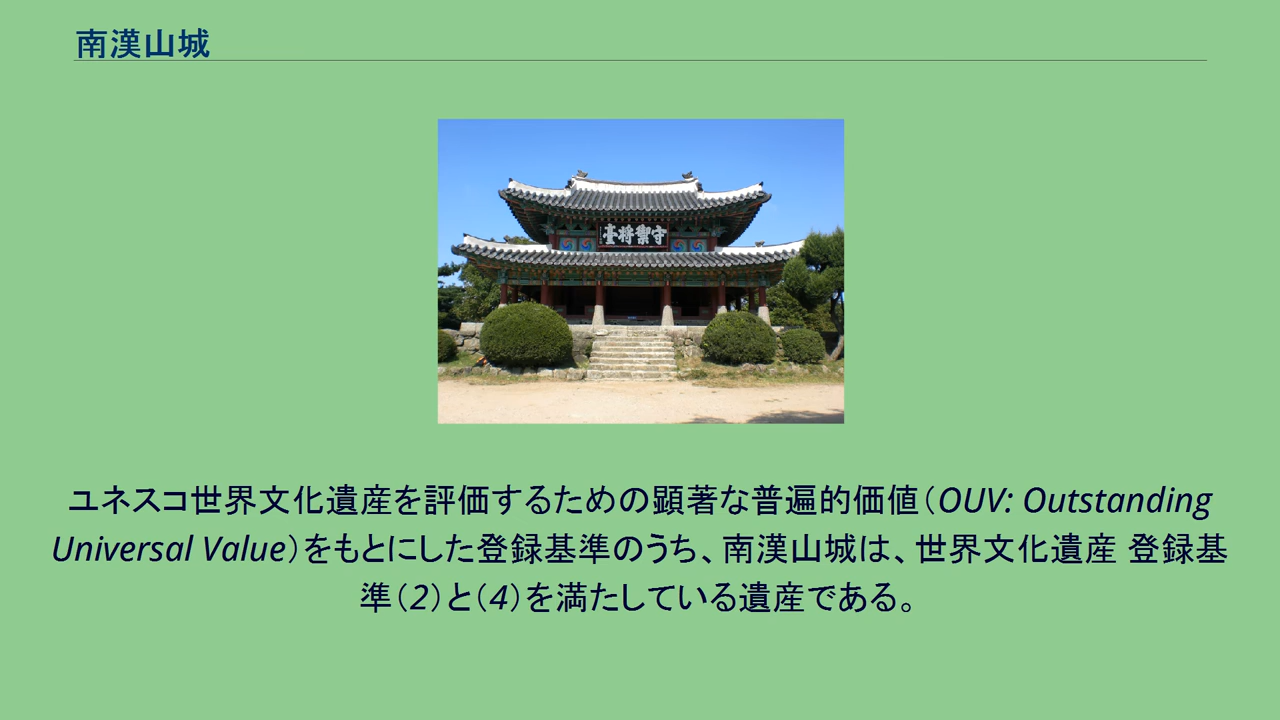 南漢山城
守禦將臺
ユネスコ世界文化遺産を評価するための顕著な普遍的価値（OUV: Outstanding
Universal Value）をもとにした登録基準のうち、南漢山城は、世界文化遺産 登録基
準（2）と（4）を満たしている遺産である。